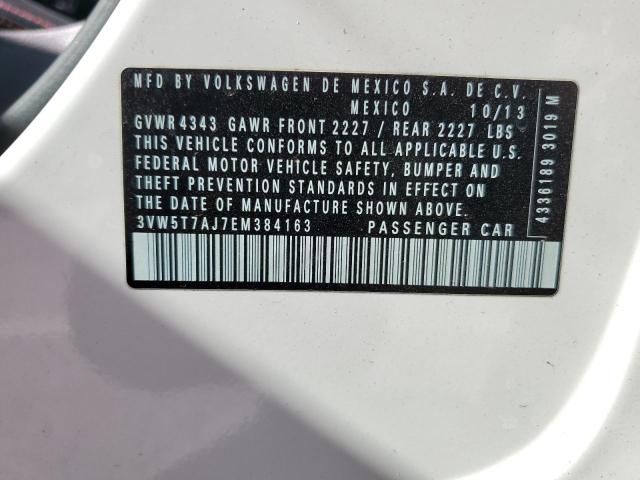 MFD BY VOLKSWAGEN DE MEXICO S.A. DE C.V.
MEXICO 10/13
GVWR 4343 GAWR FRONT 2227 / REAR 2227 LBS
THIS VEHICLE CONFORMS TO ALL APPLICABLE U.S.
FEDERAL MOTOR VEHICLE SAFETY, BUMPER AND
THEFT PREVENTION STANDARDS IN EFFECT ON
THE DATE OF MANUFACTURE SHOWN ABOVE.
3VW5T7AJ7EM384163 PASSENGER CAR
4336189 3019 M